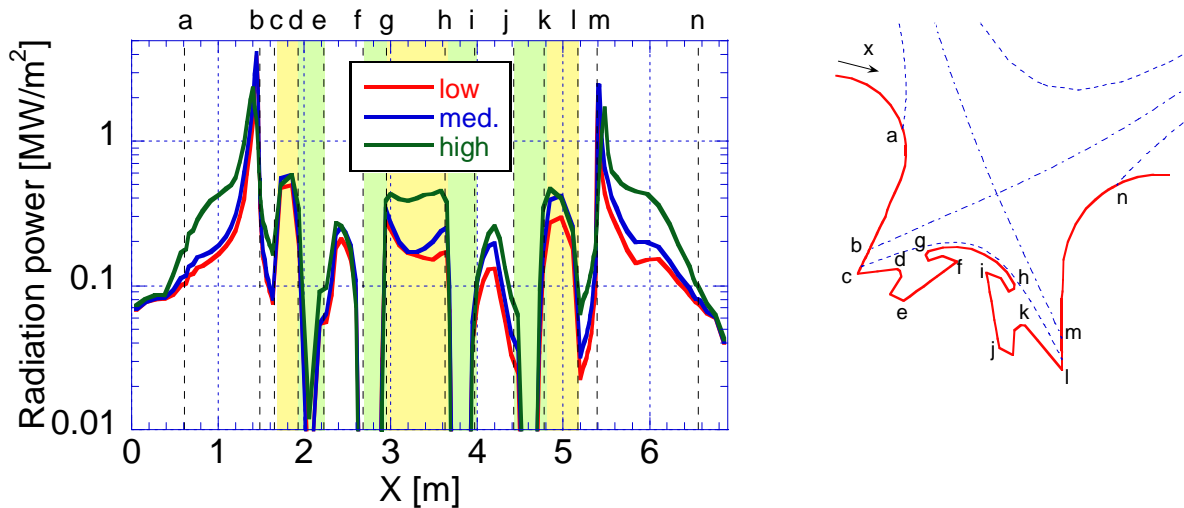 a b c d e f g h i j k l m n
Radiation power [MW/m²]
1
0.1
0.01
low
med.
high
0 1 2 3 4 5 6
X [m]
x
a
n
b
g
c
d
f
i
h
e
k
m
j
l